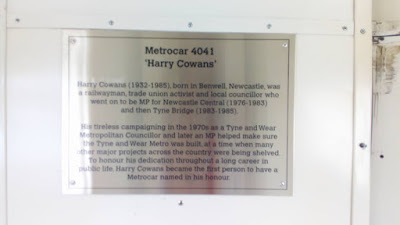 Metrocar 4041
'Harry Cowans'
Harry Cowans (1932-1985), born in Benwell, Newcastle, was
a railwayman, trade union activist and local councillor who
went on to be MP for Newcastle Central (1976-1983)
and then Tyne Bridge (1983-1985).
His tireless campaigning in the 1970s as a Tyne and Wear
Metropolitan Councillor and later an MP helped make sure
the Tyne and Wear Metro was built, at a time when many
other major projects across the country were being shelved.
To honour his dedication throughout a long career in
public life, Harry Cowans became the first person to have a
Metrocar named in his honour.